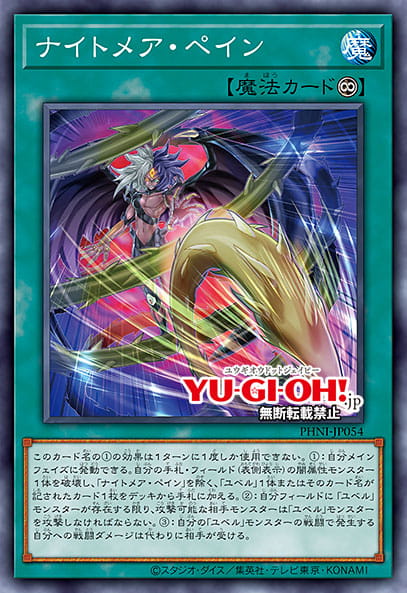 ナイトメア・ペイン
魔
【魔法カード】
まほう
ユウギオウドットジェイピー
YU-GI-OH!.jp
無断転載禁止
PHNI-JP054
このカード名の①の効果は1ターンに1度しか使用できない。①：自分メイン
フェイズに発動できる。自分の手札・フィールド（表側表示）の闇属性モンスター
1体を破壊し、「ナイトメア・ペイン」を除く、「ユベル」1体またはそのカード名が
記されたカード1枚をデッキから手札に加える。②：自分フィールドに「ユベル」
モンスターが存在する限り、攻撃可能な相手モンスターは「ユベル」モンスター
を攻撃しなければならない。③：自分の「ユベル」モンスターの戦闘で発生する
自分への戦闘ダメージは代わりに相手が受ける。
©スタジオ・ダイス／集英社・テレビ東京・KONAMI